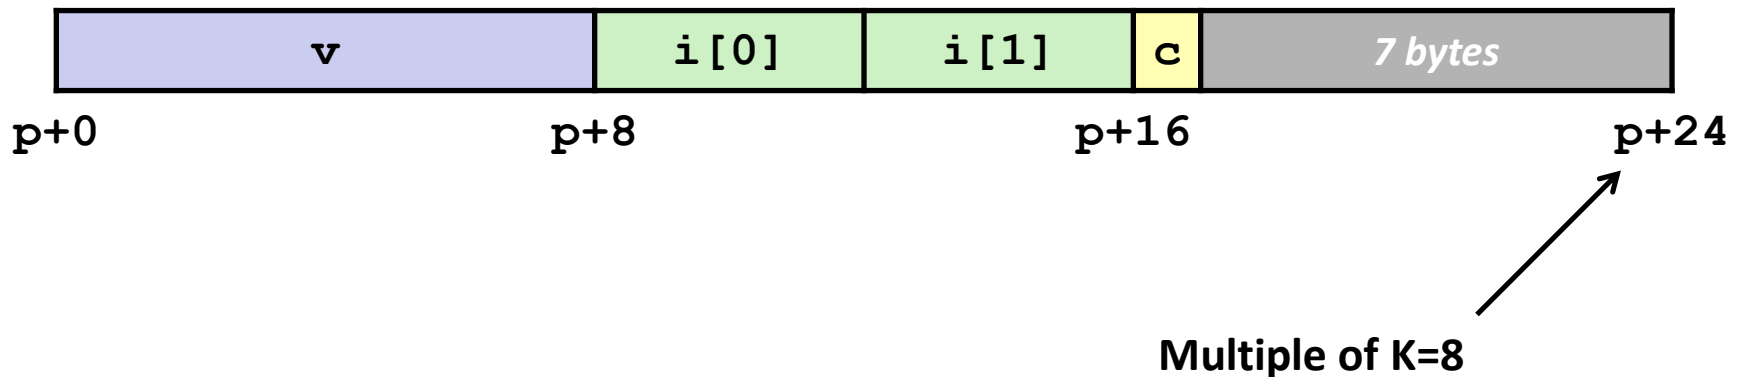 v i[0] i[1] c 7 bytes
p+0 p+8 p+16 p+24
Multiple of K=8